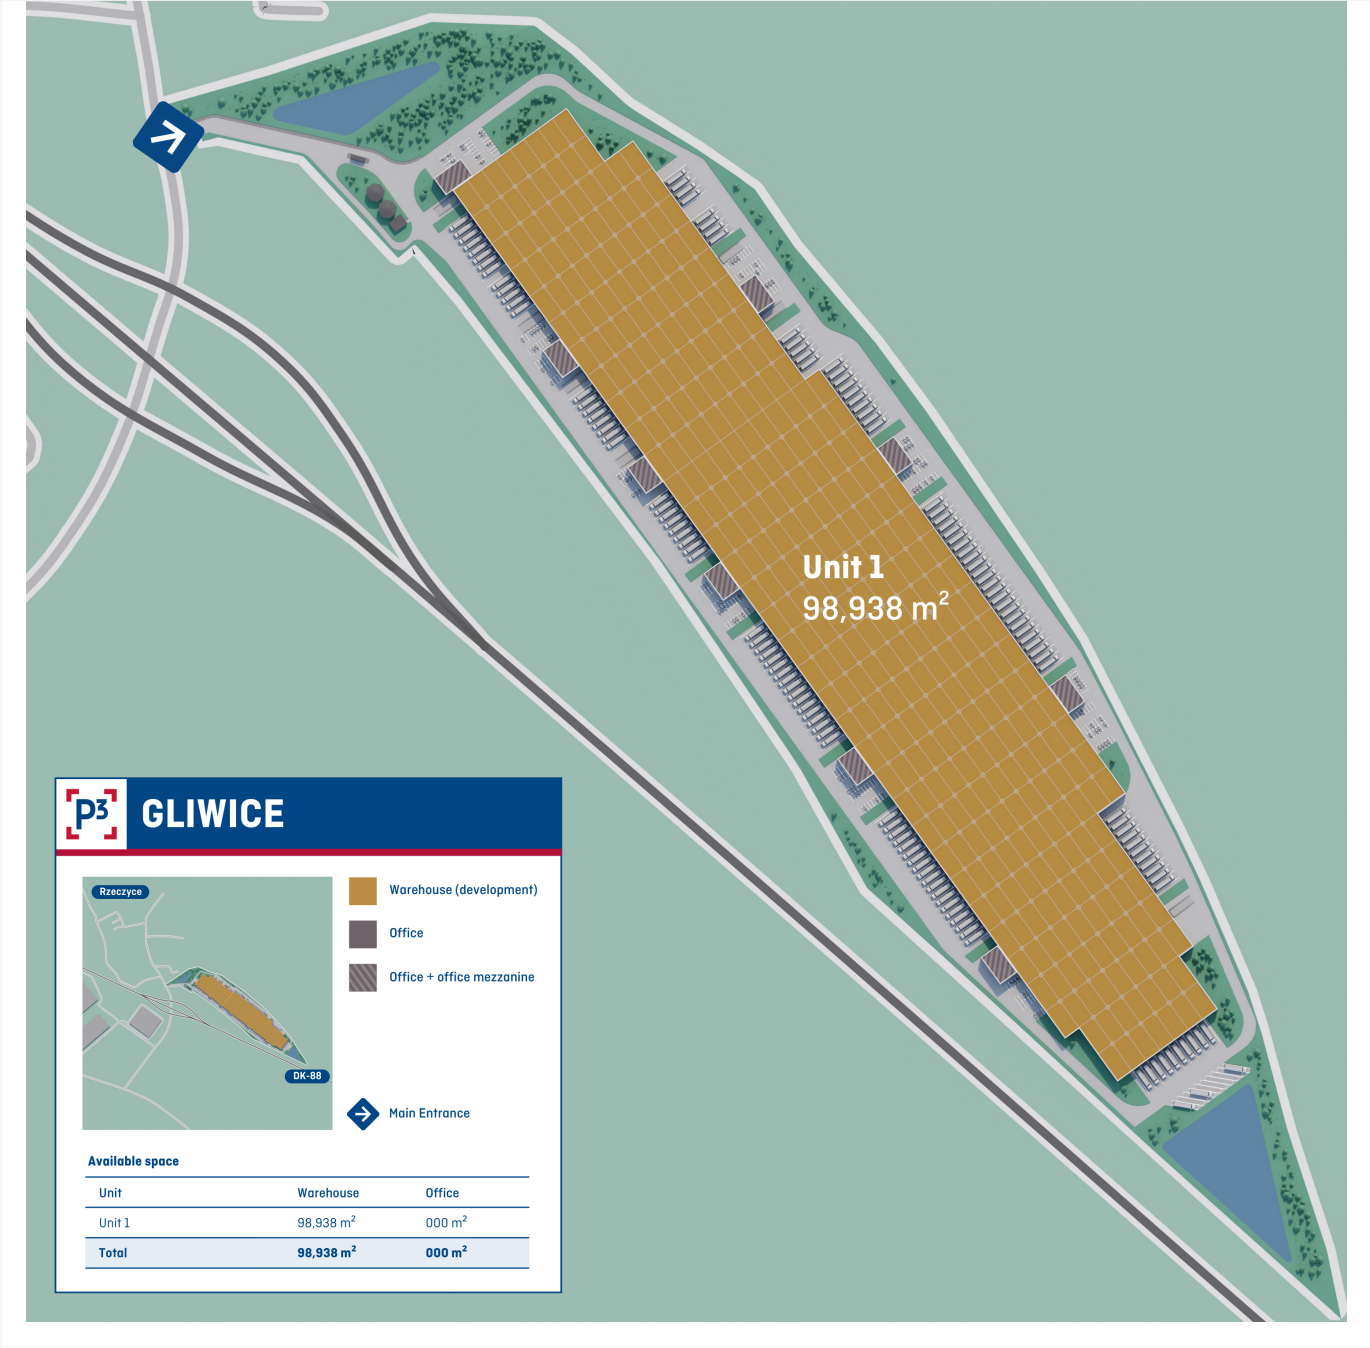 Unit 1
98,938 m²
P3
GLIWICE
Rzeczyce
DK-88
Warehouse (development)
Office
Office + office mezzanine
Main Entrance
Available space
Unit Warehouse Office
Unit 1 98,938 m² 000 m²
Total 98,938 m² 000 m²